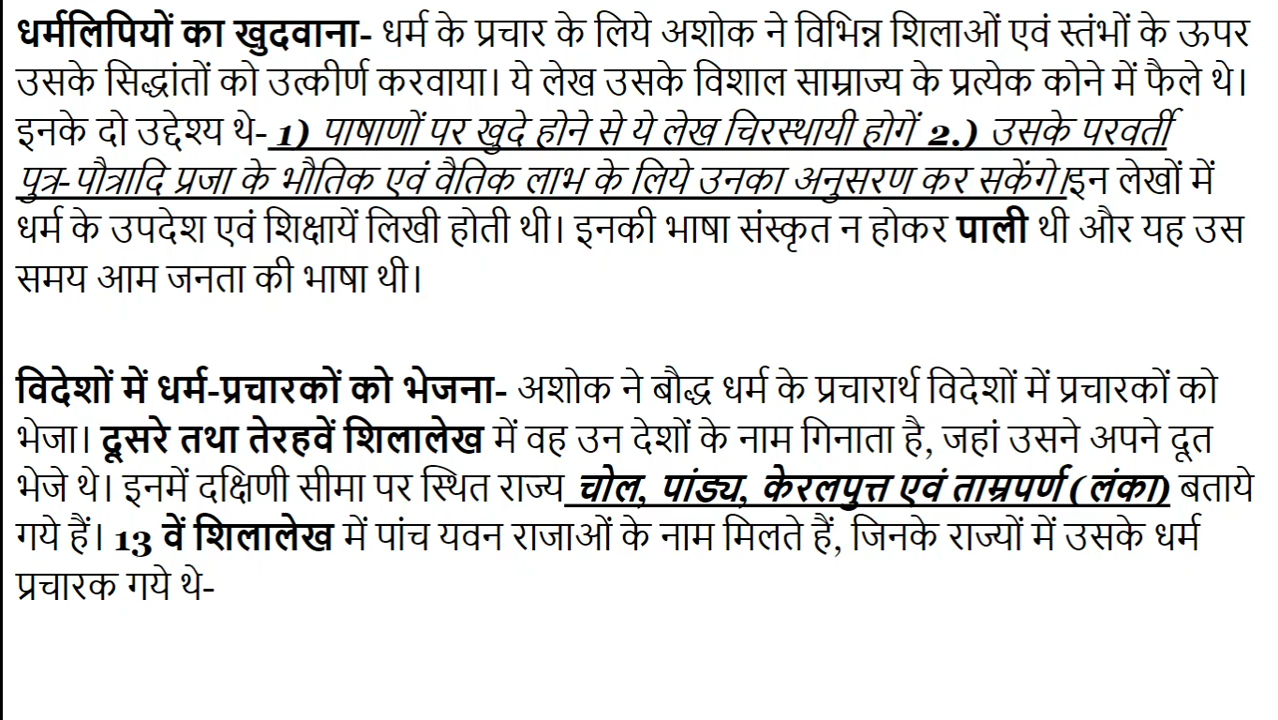 धर्मलिपियों का खुदवाना- धर्म के प्रचार के लिये अशोक ने विभिन्न शिलाओं एवं स्तंभों के ऊपर
उसके सिद्धांतों को उत्कीर्ण करवाया। ये लेख उसके विशाल साम्राज्य के प्रत्येक कोने में फैले थे।
इनके दो उद्देश्य थे- 1) पाषाणों पर खुदे होने से ये लेख चिरस्थायी होगें 2.) उसके परवर्ती
पुत्र-पौत्रादि प्रजा के भौतिक एवं वैतिक लाभ के लिये उनका अनुसरण कर सकेंगे।इन लेखों में
धर्म के उपदेश एवं शिक्षायें लिखी होती थी। इनकी भाषा संस्कृत न होकर पाली थी और यह उस
समय आम जनता की भाषा थी।
विदेशों में धर्म-प्रचारकों को भेजना- अशोक ने बौद्ध धर्म के प्रचारार्थ विदेशों में प्रचारकों को
भेजा। दूसरे तथा तेरहवें शिलालेख में वह उन देशों के नाम गिनाता है, जहां उसने अपने दूत
भेजे थे। इनमें दक्षिणी सीमा पर स्थित राज्य चोल, पांड्य, केरलपुत्त एवं ताम्रपर्ण (लंका) बताये
गये हैं। 13 वें शिलालेख में पांच यवन राजाओं के नाम मिलते हैं, जिनके राज्यों में उसके धर्म
प्रचारक गये थे-